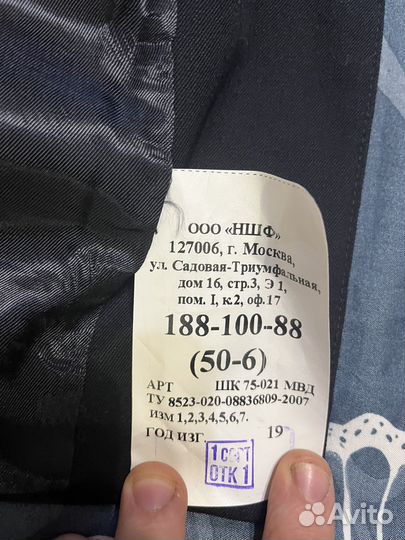 ООО «НШФ»
127006, г. Москва,
ул. Садовая-Триумфальная,
дом 16, стр.3, Э 1,
пом. I, к.2, оф.17
188-100-88
(50-6)
АРТ ШК 75-021 МВД
ТУ 8523-020-08836809-2007
ИЗМ 1,2,3,4,5,6,7.
ГОД ИЗГ. 19
1 СОРТ
ОТК 1
Avito